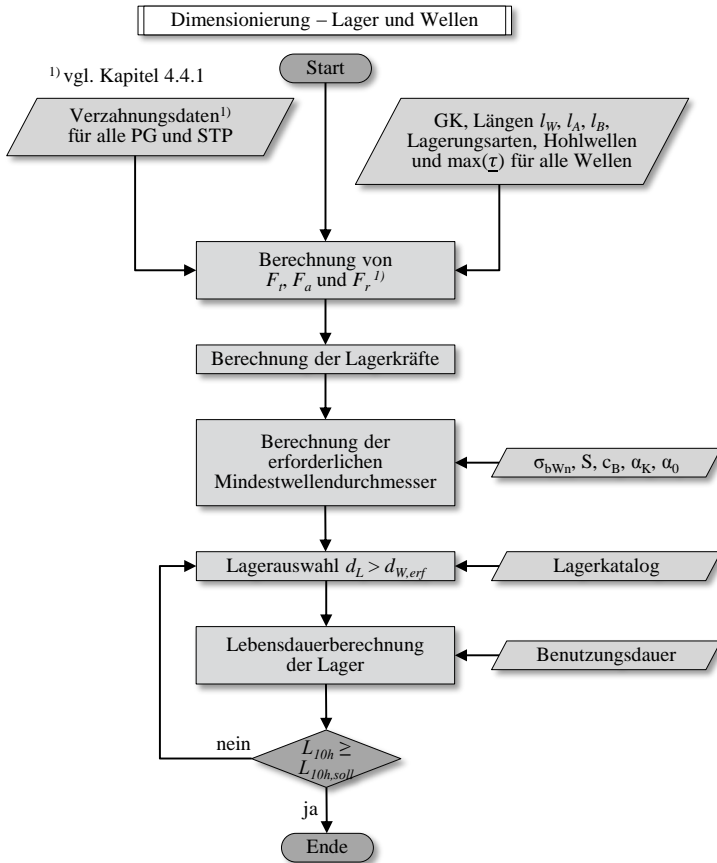 Dimensionierung – Lager und Wellen
1) vgl. Kapitel 4.4.1
Start
Verzahnungsdaten1)
für alle PG und STP
GK, Längen lW, lA, lB,
Lagerungsarten, Hohlwellen
und max(τ) für alle Wellen
Berechnung von
Ft, Fa und Fr 1)
Berechnung der Lagerkräfte
Berechnung der
erforderlichen
Mindestwellendurchmesser
σbWn, S, cB, αK, α0
Lagerauswahl dL > dW,erf
Lagerkatalog
Lebensdauerberechnung
der Lager
Benutzungsdauer
nein
L10h ≥
L10h,soll
ja
Ende